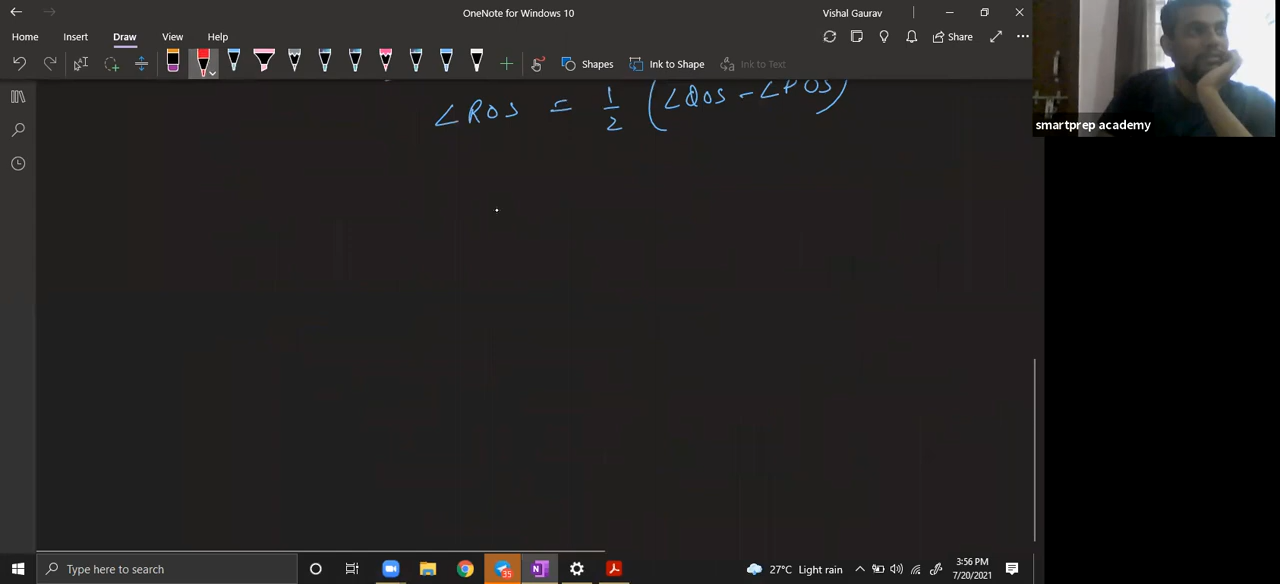 OneNote for Windows 10
Vishal Gaurav
Home Insert Draw View Help
Share
Shapes
Ink to Shape
Ink to Text
smartprep academy
∠ROS = 1/2 (∠QOS - ∠POS)
Type here to search
35
27°C Light rain
3:56 PM
7/20/2021